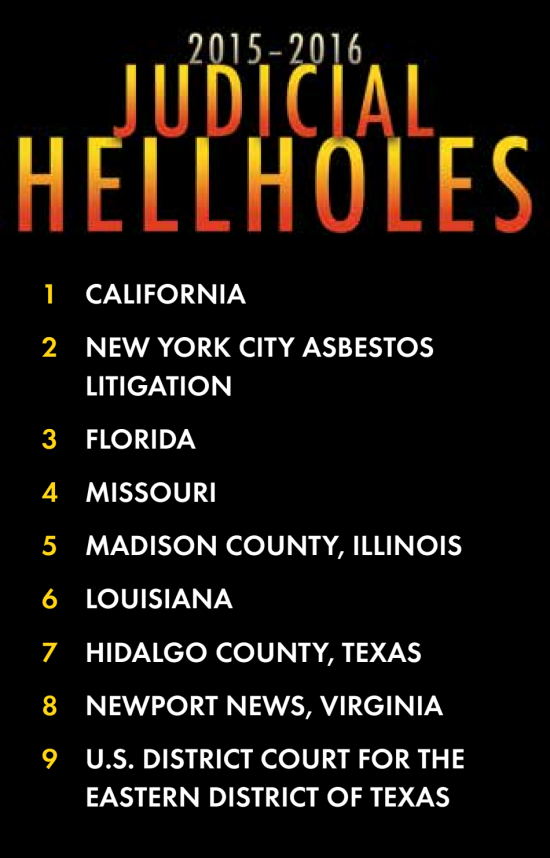 2015–2016
JUDICIAL
HELLHOLES
1 CALIFORNIA
2 NEW YORK CITY ASBESTOS
LITIGATION
3 FLORIDA
4 MISSOURI
5 MADISON COUNTY, ILLINOIS
6 LOUISIANA
7 HIDALGO COUNTY, TEXAS
8 NEWPORT NEWS, VIRGINIA
9 U.S. DISTRICT COURT FOR THE
EASTERN DISTRICT OF TEXAS